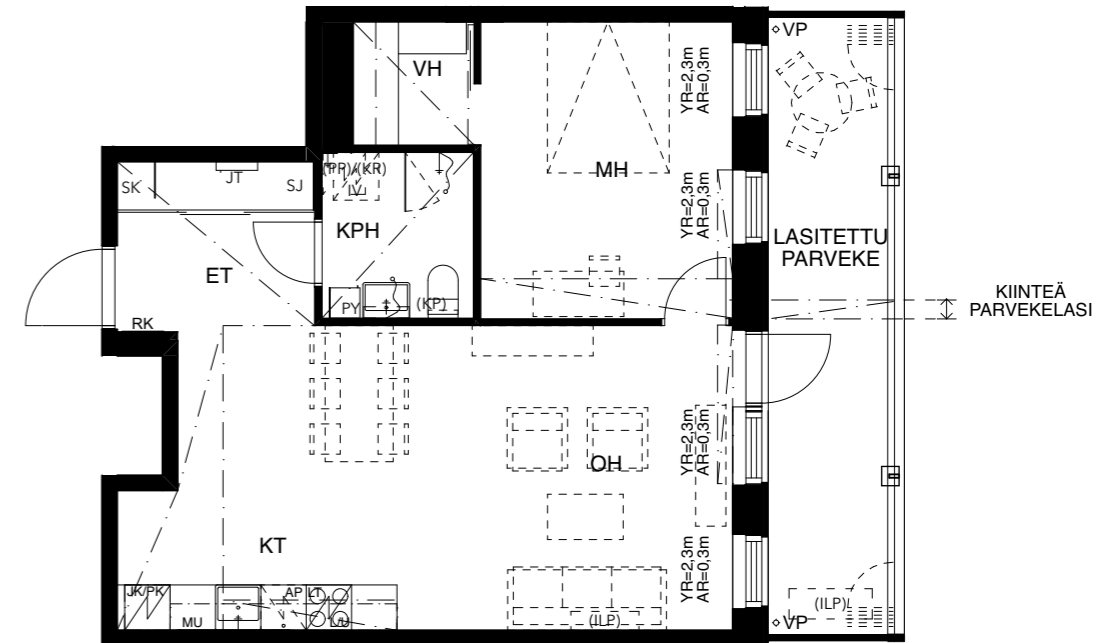 VP
VH
YR=2,3m
AR=0,3m
MH
(PP)/(KR)
IV
SK
JT
SJ
KPH
YR=2,3m
AR=0,3m
LASITETTU
PARVEKE
ET
KIINTEÄ
PARVEKELASI
PY
(KP)
RK
YR=2,3m
AR=0,3m
OH
KT
YR=2,3m
AR=0,3m
JK/PK
AP
LT
MU
(ILP)
(ILP)
VP